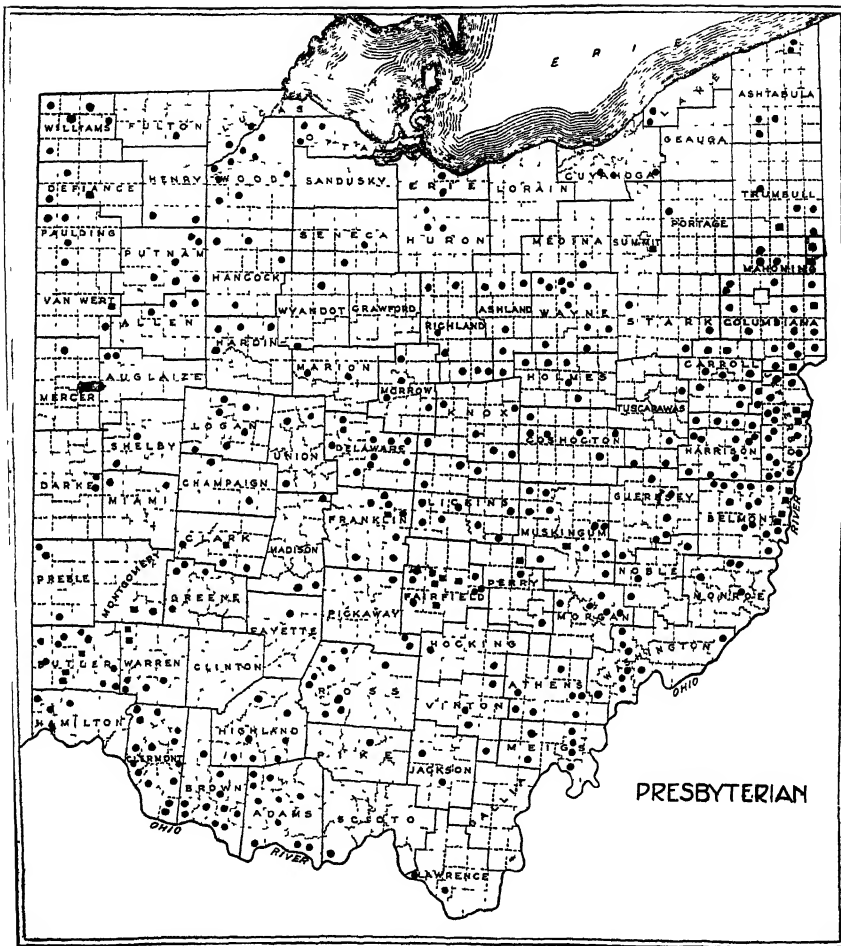 LAKE ERIE
LAKE
ASHTABULA
WILLIAMS
FULTON
LUCAS
OTTAWA
GEAUGA
CUYAHOGA
DEFIANCE
HENRY
WOOD
SANDUSKY
ERIE
LORAIN
TRUMBULL
PAULDING
PUTNAM
SENECA
HURON
MEDINA
SUMMIT
PORTAGE
MAHONING
VAN WERT
HANCOCK
WYANDOT
CRAWFORD
RICHLAND
ASHLAND
WAYNE
STARK
COLUMBIANA
ALLEN
HARDIN
MARION
MORROW
HOLMES
CARROLL
MERCER
AUGLAIZE
LOGAN
UNION
DELAWARE
KNOX
COSHOCTON
TUSCARAWAS
HARRISON
SHELBY
DARKE
MIAMI
CHAMPAIGN
LICKING
GUERNSEY
BELMONT
RIVER
CLARK
MADISON
FRANKLIN
MUSKINGUM
PREBLE
MONTGOMERY
GREENE
FAYETTE
PICKAWAY
FAIRFIELD
PERRY
NOBLE
MONROE
MORGAN
BUTLER
WARREN
CLINTON
ROSS
HOCKING
ATHENS
WASHINGTON
OHIO
HAMILTON
CLERMONT
HIGHLAND
VINTON
MEIGS
BROWN
ADAMS
PIKE
JACKSON
SCIOTO
LAWRENCE
OHIO
RIVER
PRESBYTERIAN